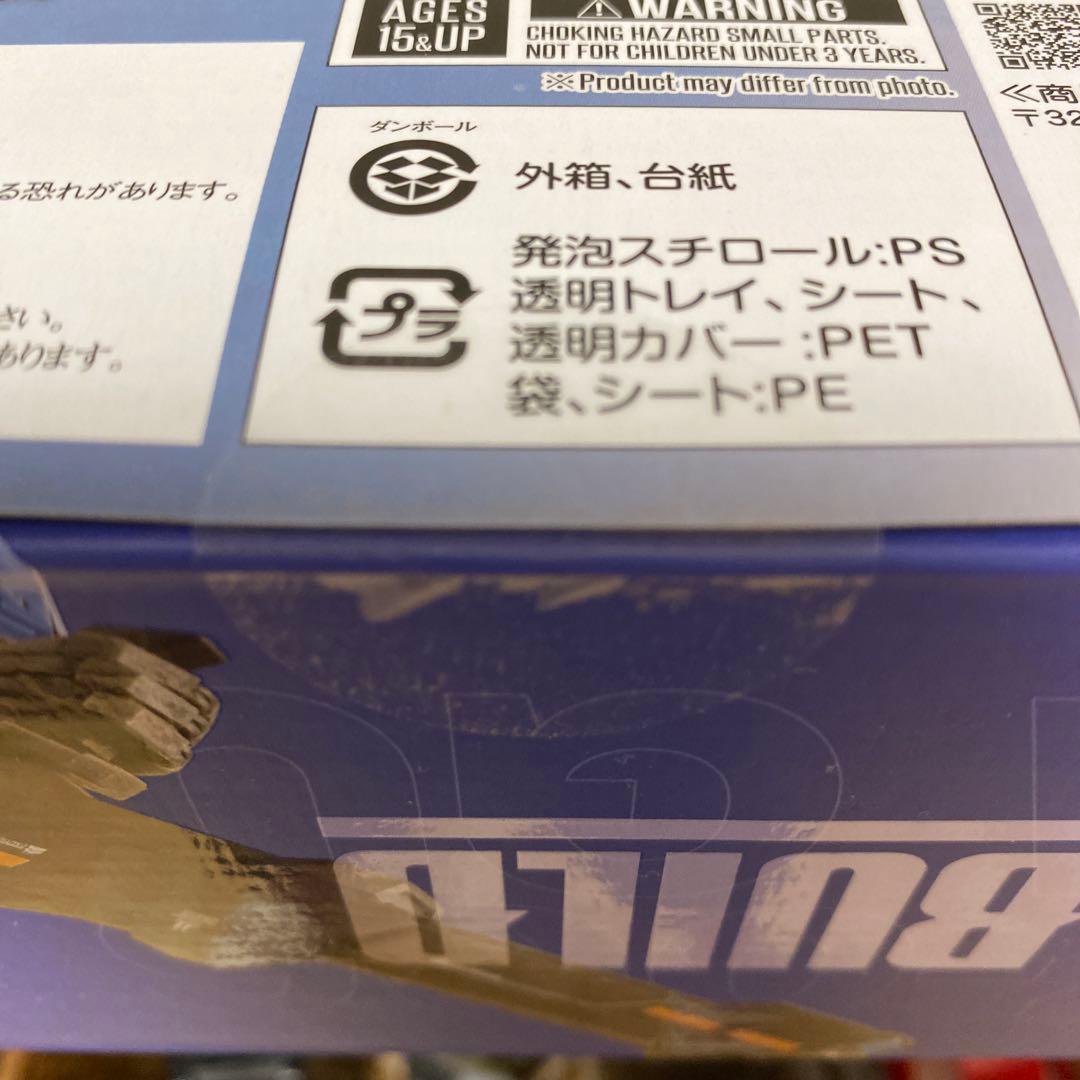 AGES
15&UP
⚠WARNING
CHOKING HAZARD SMALL PARTS.
NOT FOR CHILDREN UNDER 3 YEARS.
※Product may differ from photo.
≪商
〒32
る恐れがあります。
さい。
あります。
ダンボール
外箱、台紙
プラ
発泡スチロール:PS
透明トレイ、シート、
透明カバー :PET
袋、シート:PE
BUILD